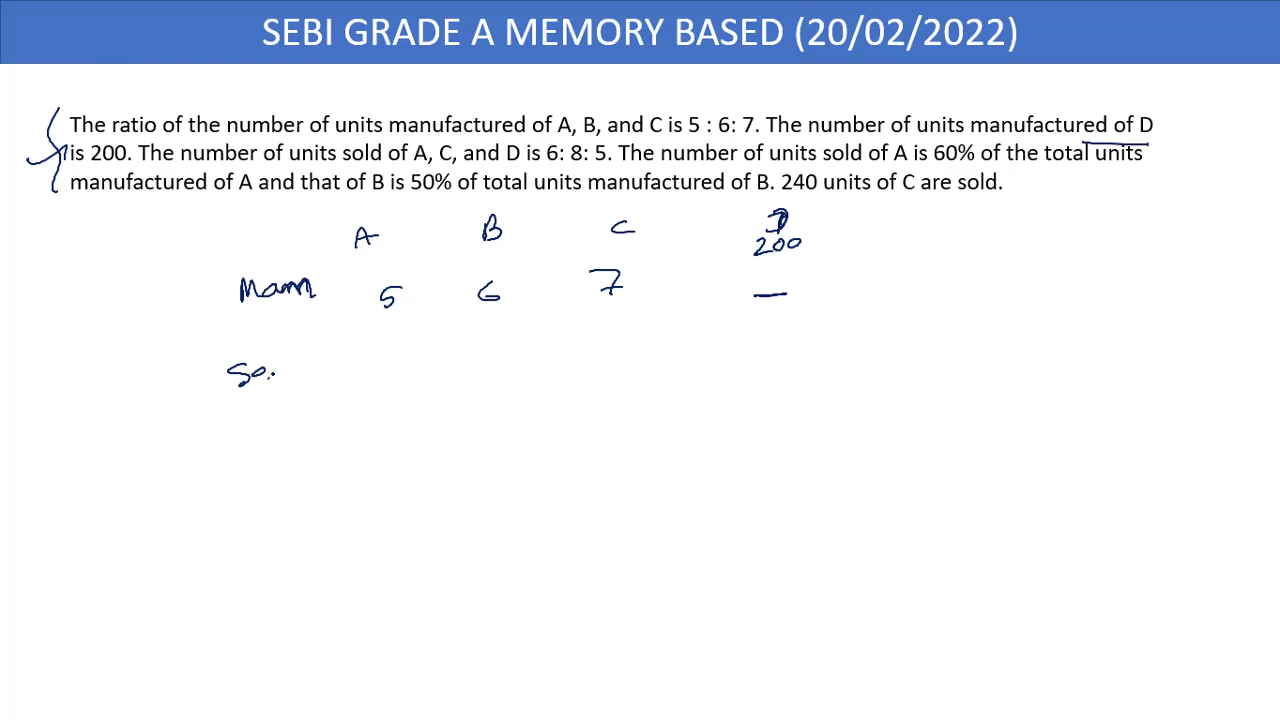 SEBI GRADE A MEMORY BASED (20/02/2022)
The ratio of the number of units manufactured of A, B, and C is 5 : 6: 7. The number of units manufactured of D
is 200. The number of units sold of A, C, and D is 6: 8: 5. The number of units sold of A is 60% of the total units
manufactured of A and that of B is 50% of total units manufactured of B. 240 units of C are sold.
A B C D
200
5 6 7 —
So